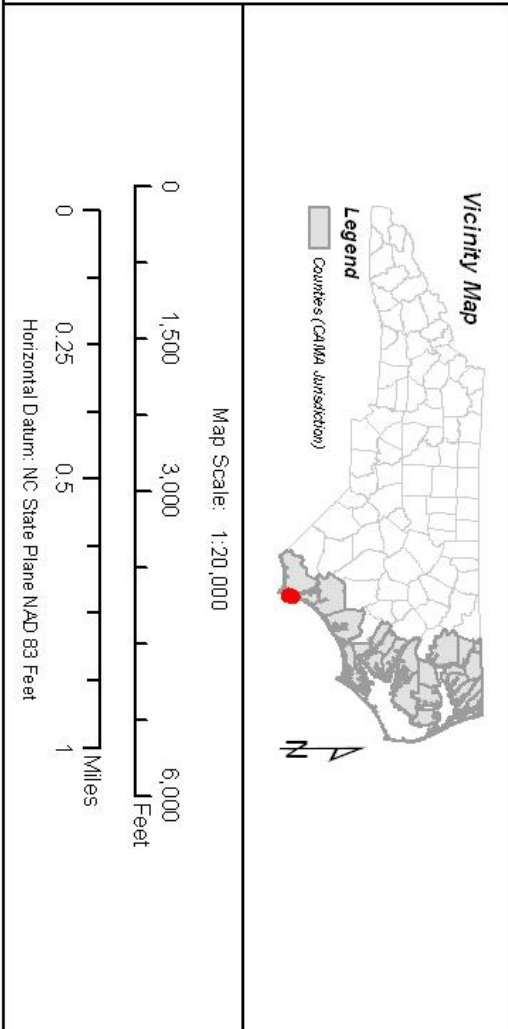 Vicinity Map
Legend
Counties (CAMA Jurisdiction)
N
Map Scale: 1:20,000
0 1,500 3,000 6,000
Feet
0 0.25 0.5 1
Miles
Horizontal Datum: NC State Plane NAD 83 Feet